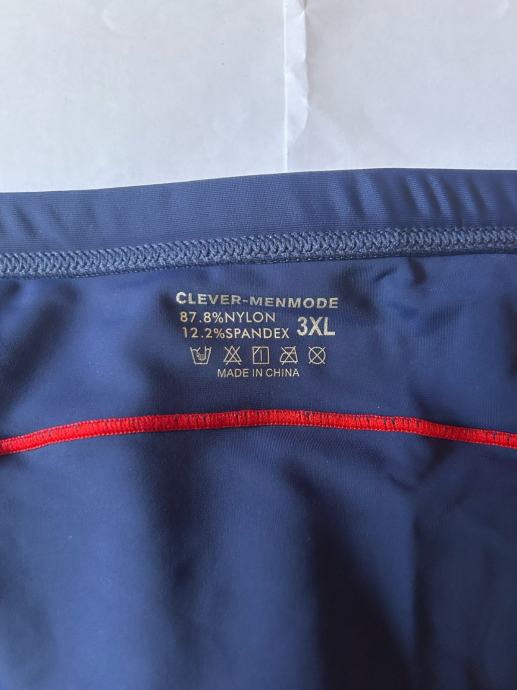 CLEVER-MENMODE
87.8%NYLON
12.2%SPANDEX 3XL
MADE IN CHINA